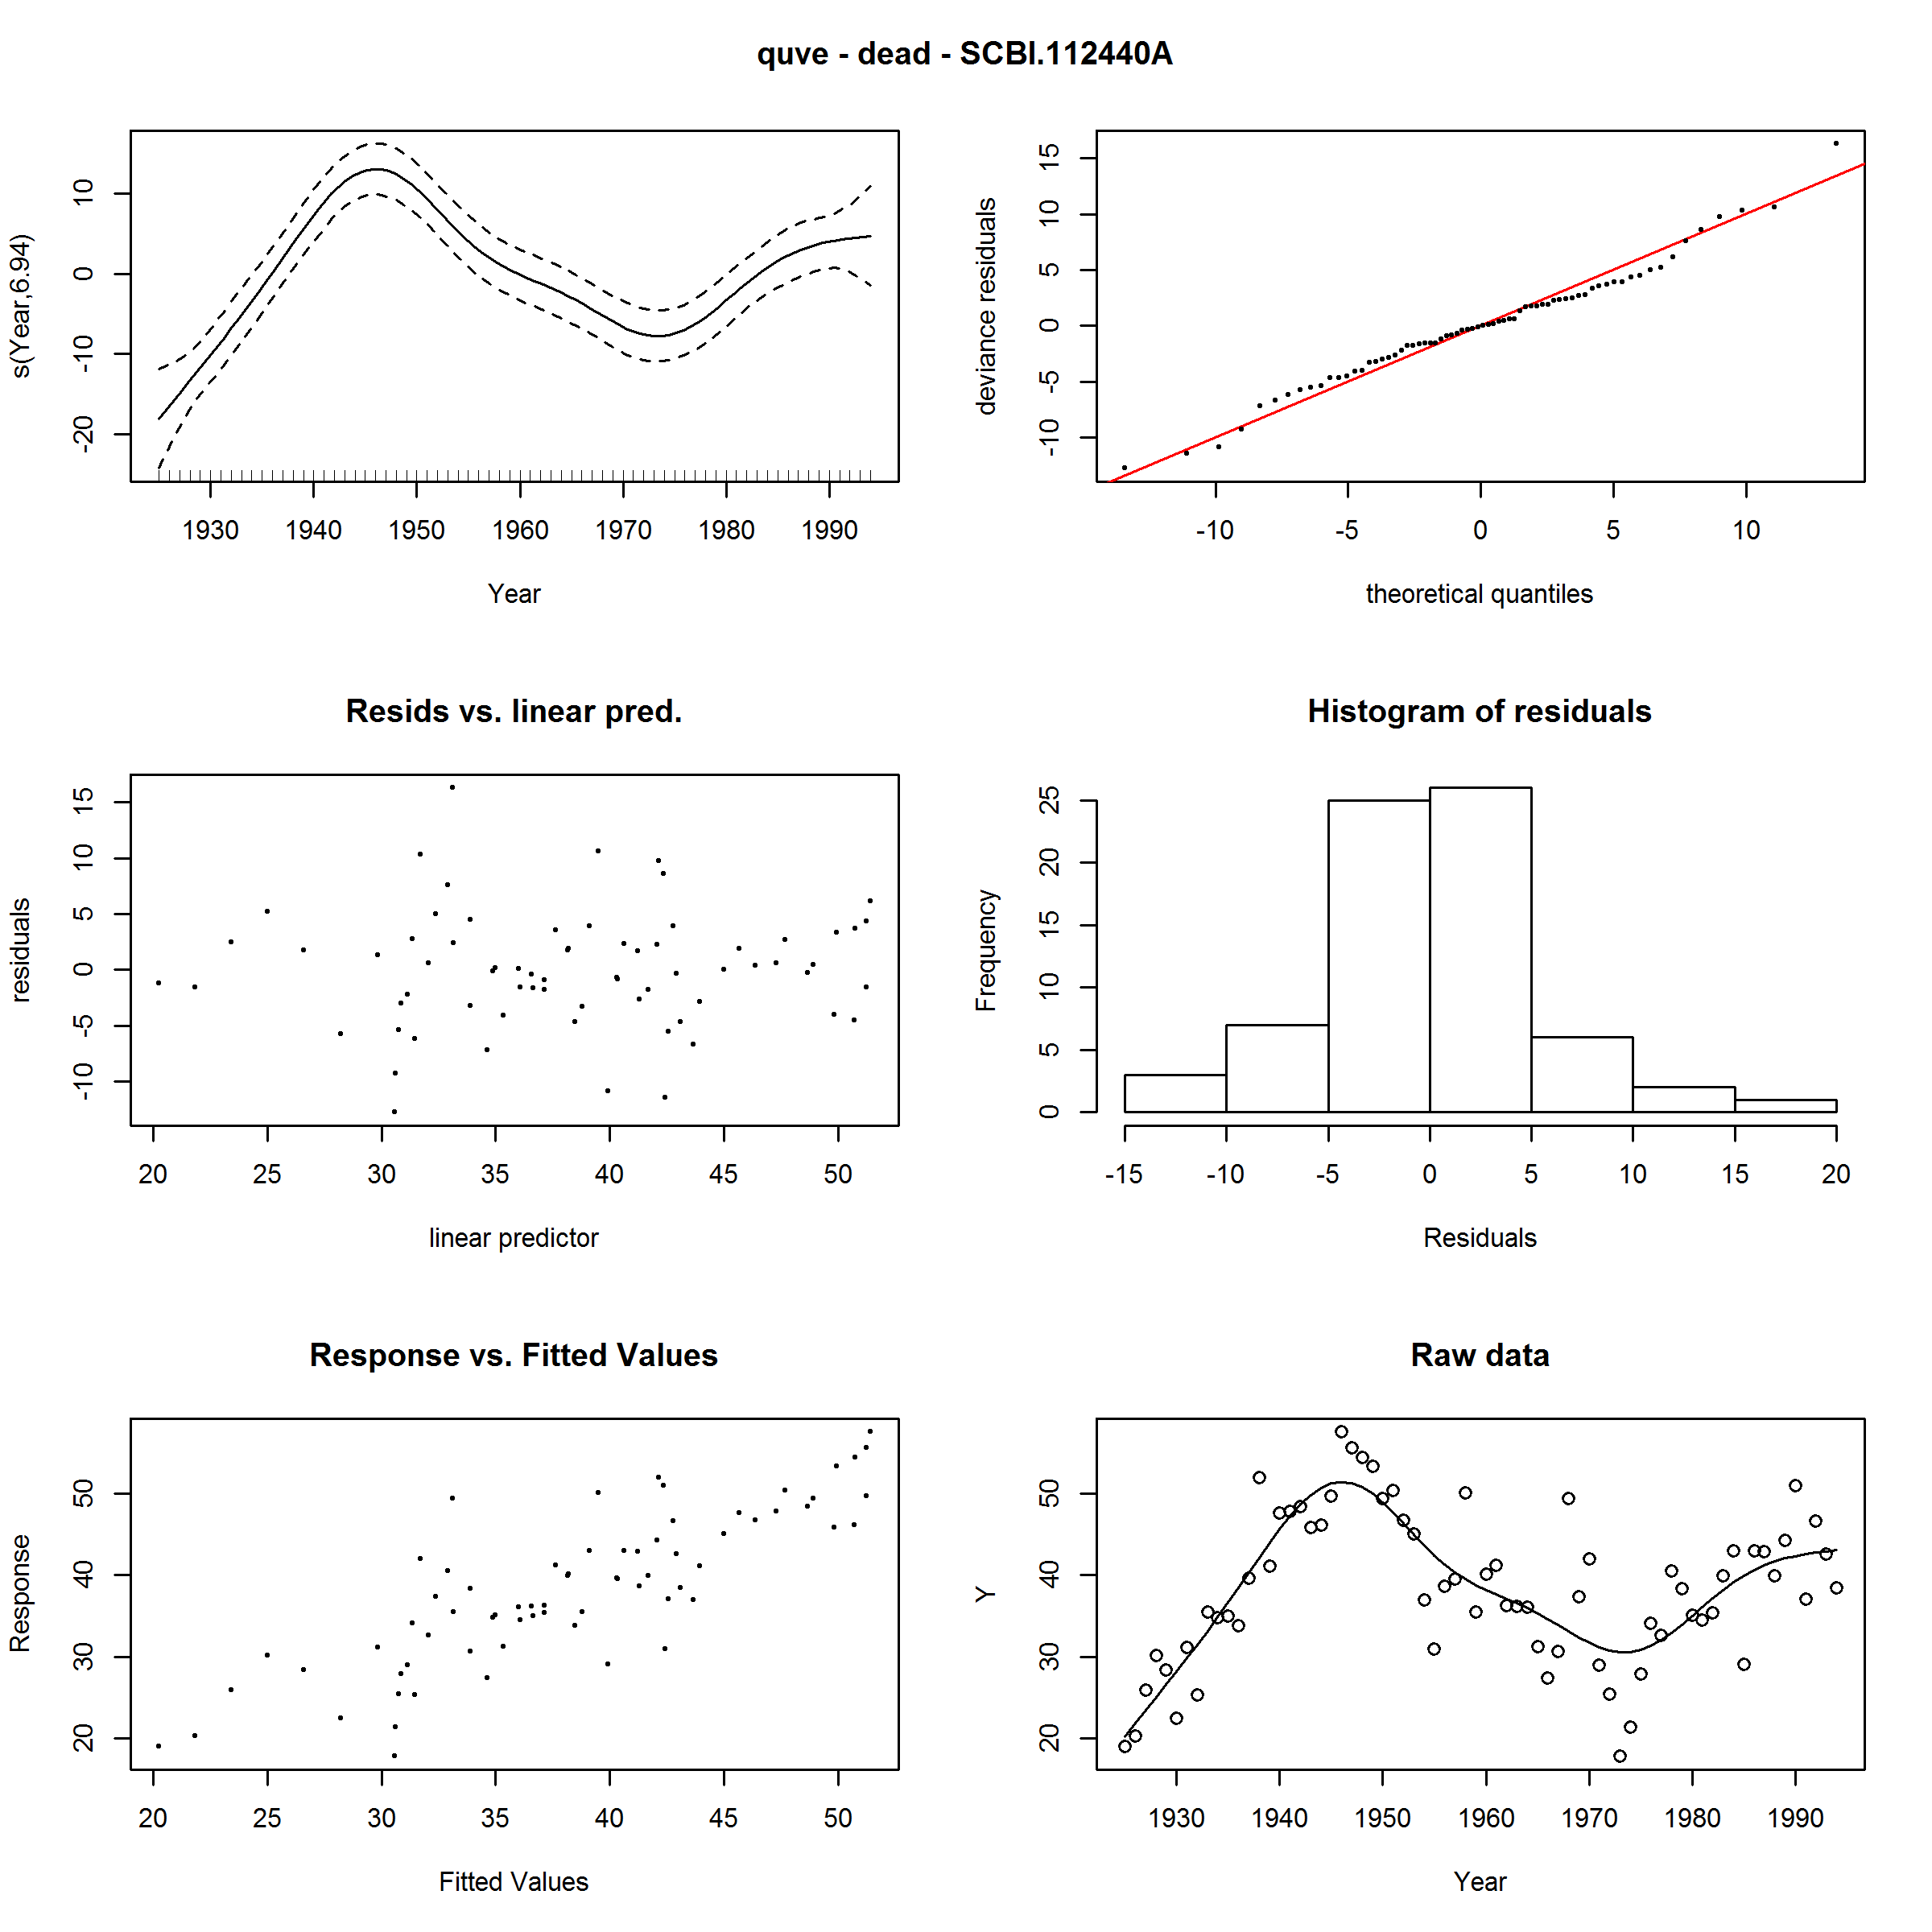 quve - dead - SCBI.112440A
s(Year,6.94)
10
0
-10
-20
1930 1940 1950 1960 1970 1980 1990
Year
deviance residuals
15
10
5
0
-5
-10
-10 -5 0 5 10
theoretical quantiles
Resids vs. linear pred.
residuals
15
10
5
0
-5
-10
20 25 30 35 40 45 50
linear predictor
Histogram of residuals
Frequency
25
20
15
10
5
0
-15 -10 -5 0 5 10 15 20
Residuals
Response vs. Fitted Values
Response
50
40
30
20
20 25 30 35 40 45 50
Fitted Values
Raw data
Y
50
40
30
20
1930 1940 1950 1960 1970 1980 1990
Year